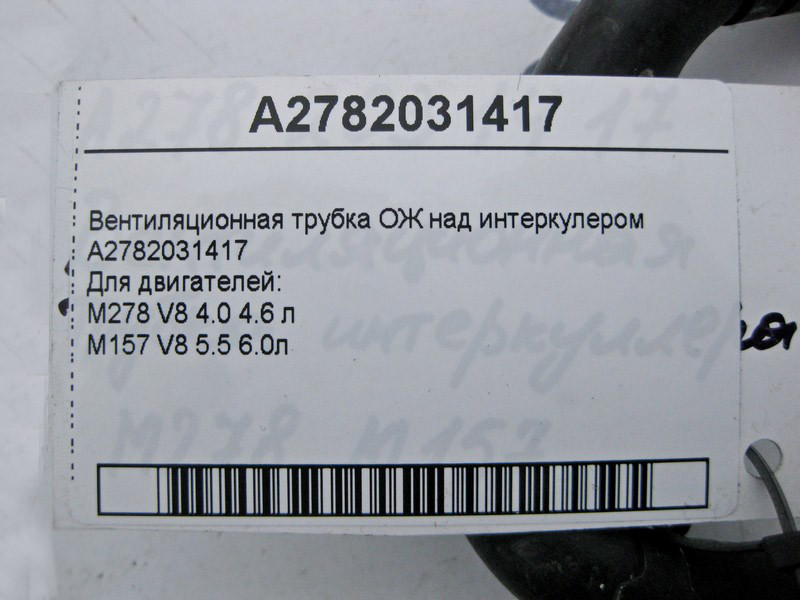 A2782031417
Вентиляционная трубка ОЖ над интеркулером
A2782031417
Для двигателей:
M278 V8 4.0 4.6 л
M157 V8 5.5 6.0л